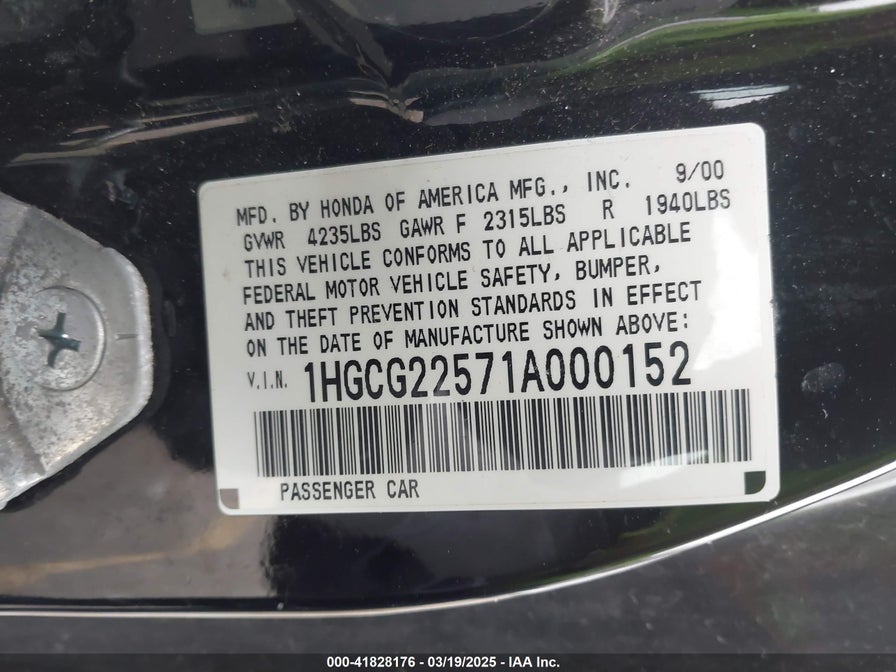 MFD. BY HONDA OF AMERICA MFG., INC. 9/00
GVWR 4235LBS GAWR F 2315LBS R 1940LBS
THIS VEHICLE CONFORMS TO ALL APPLICABLE
FEDERAL MOTOR VEHICLE SAFETY, BUMPER,
AND THEFT PREVENTION STANDARDS IN EFFECT
ON THE DATE OF MANUFACTURE SHOWN ABOVE:
V.I.N. 1HGCG22571A000152
PASSENGER CAR
000-41828176 — 03/19/2025 — IAA Inc.